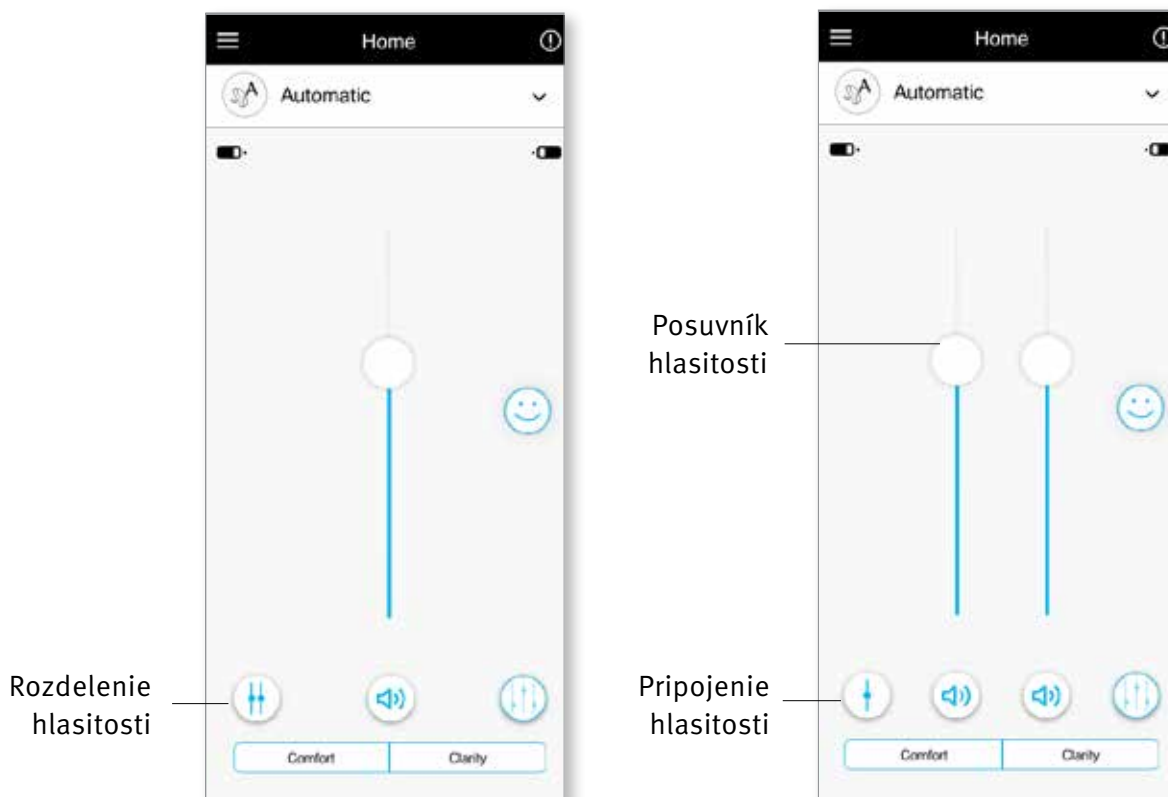 Home
Automatic
Rozdelenie
hlasitosti
Comfort
Clarity
Home
Automatic
Posuvník
hlasitosti
Pripojenie
hlasitosti
Comfort
Clarity